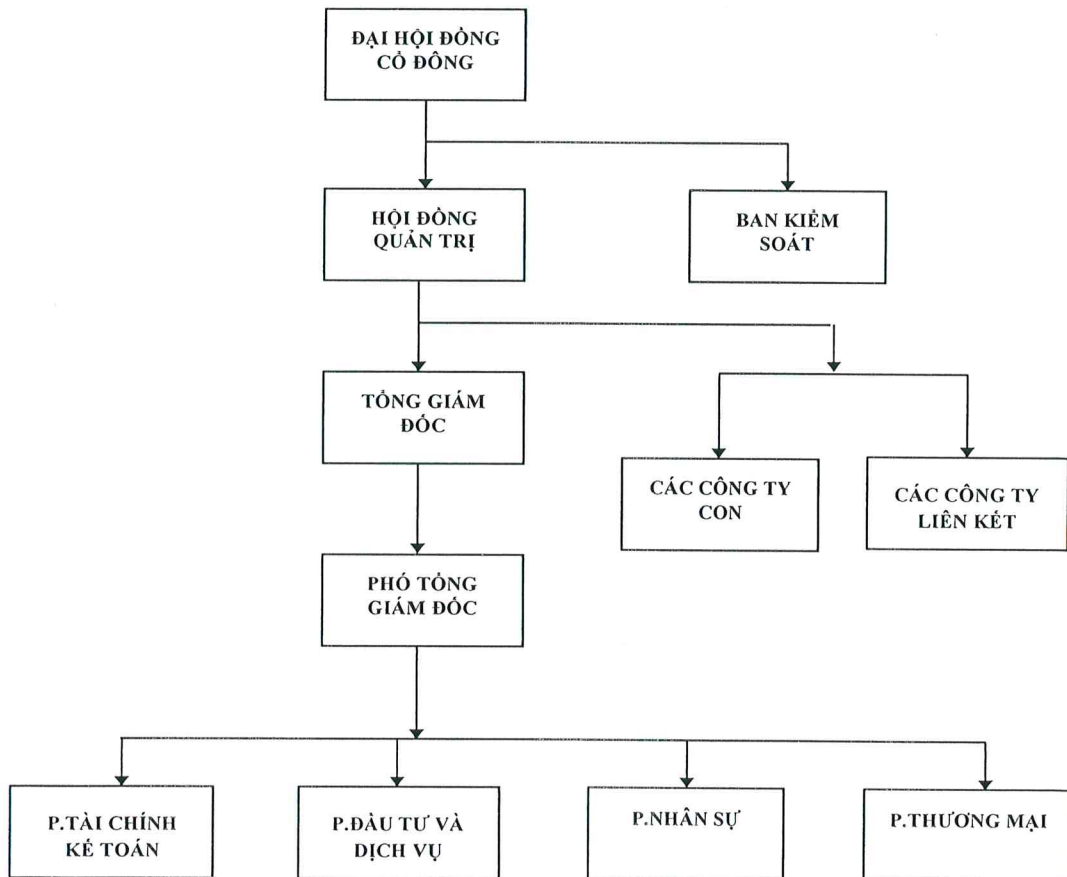 ĐẠI HỘI ĐỒNG
CỔ ĐÔNG
HỘI ĐỒNG
QUẢN TRỊ
BAN KIỂM
SOÁT
TỔNG GIÁM
ĐỐC
CÁC CÔNG TY
CON
CÁC CÔNG TY
LIÊN KẾT
PHÓ TỔNG
GIÁM ĐỐC
P.TÀI CHÍNH
KẾ TOÁN
P.ĐẦU TƯ VÀ
DỊCH VỤ
P.NHÂN SỰ
P.THƯƠNG MẠI